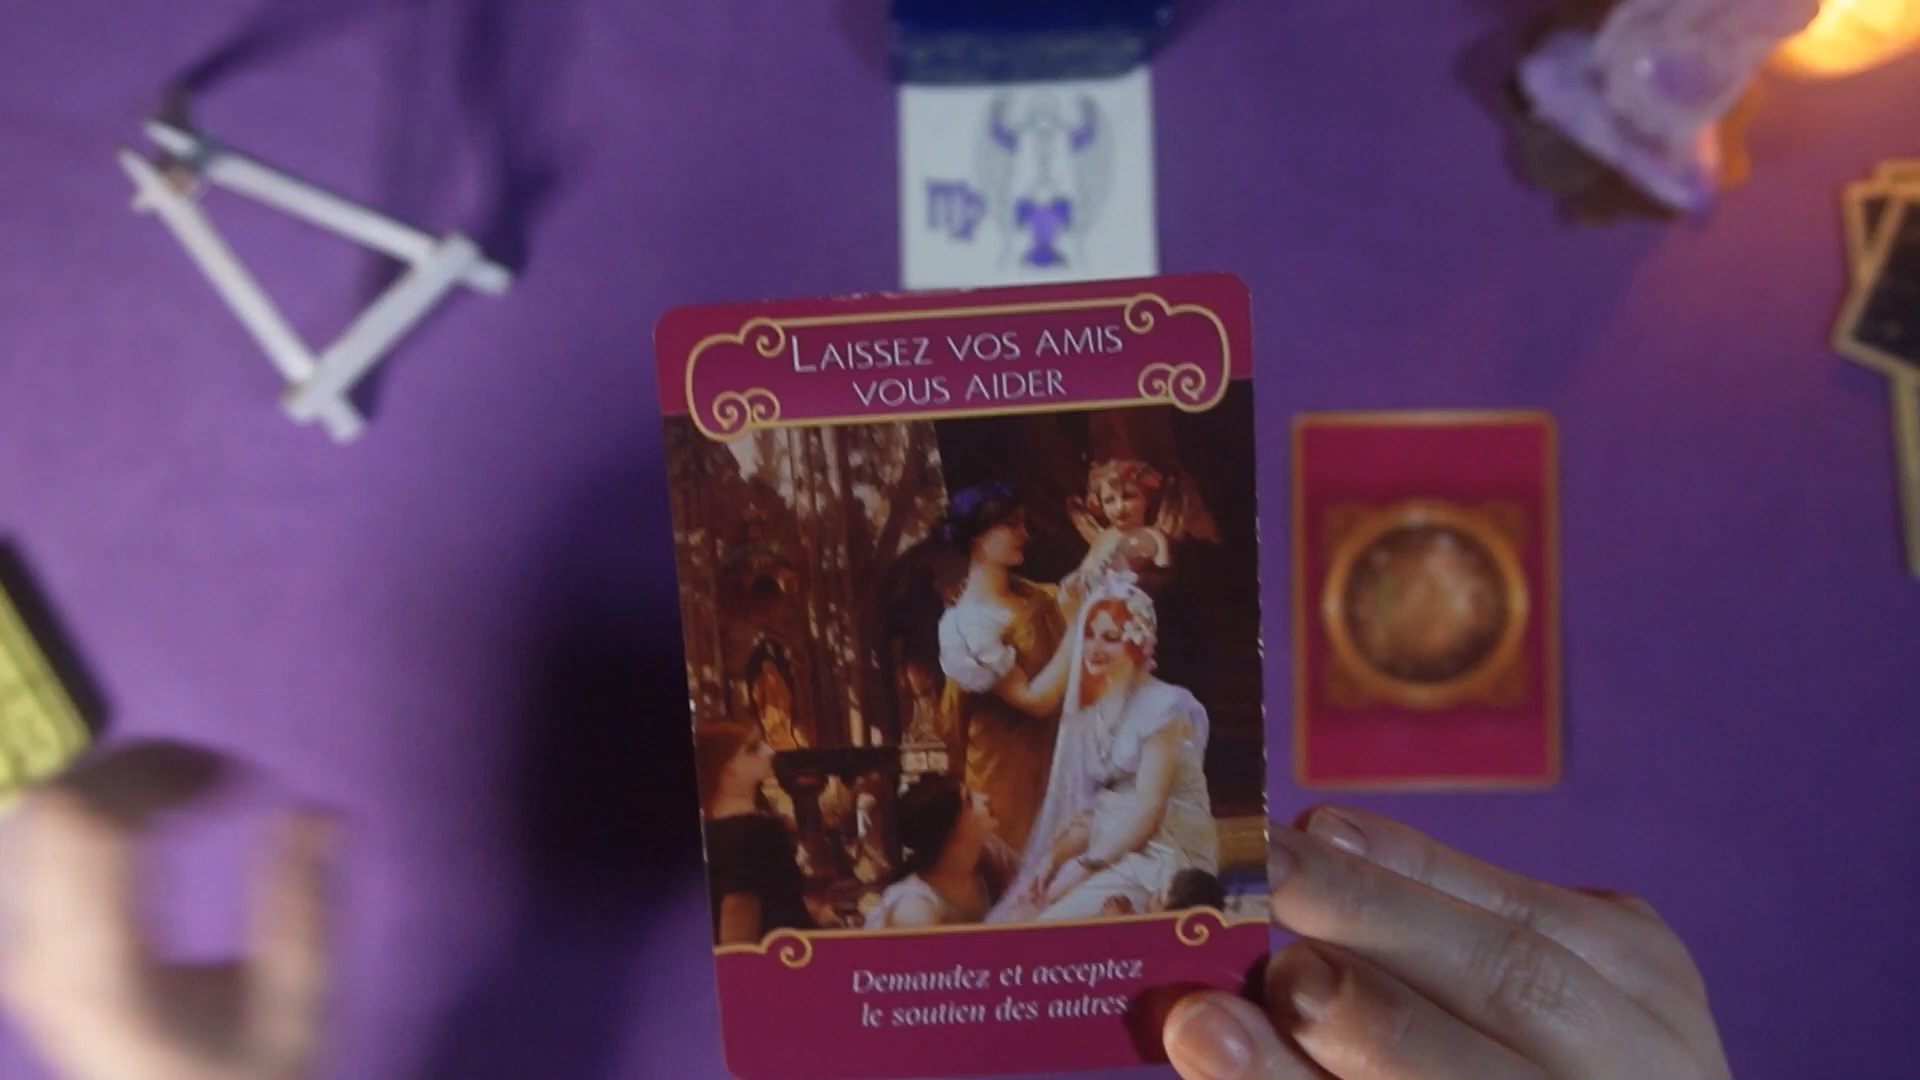 LAISSEZ VOS AMIS
VOUS AIDER
Demandez et acceptez
le soutien des autres